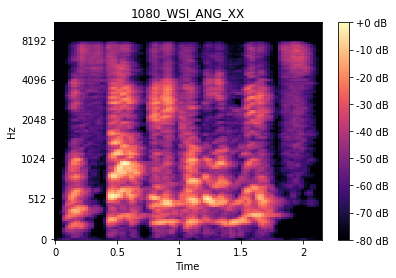 1080_WSI_ANG_XX
8192
4096
2048
1024
512
0
Hz
0
0.5
1
1.5
2
Time
+0 dB
-10 dB
-20 dB
-30 dB
-40 dB
-50 dB
-60 dB
-70 dB
-80 dB